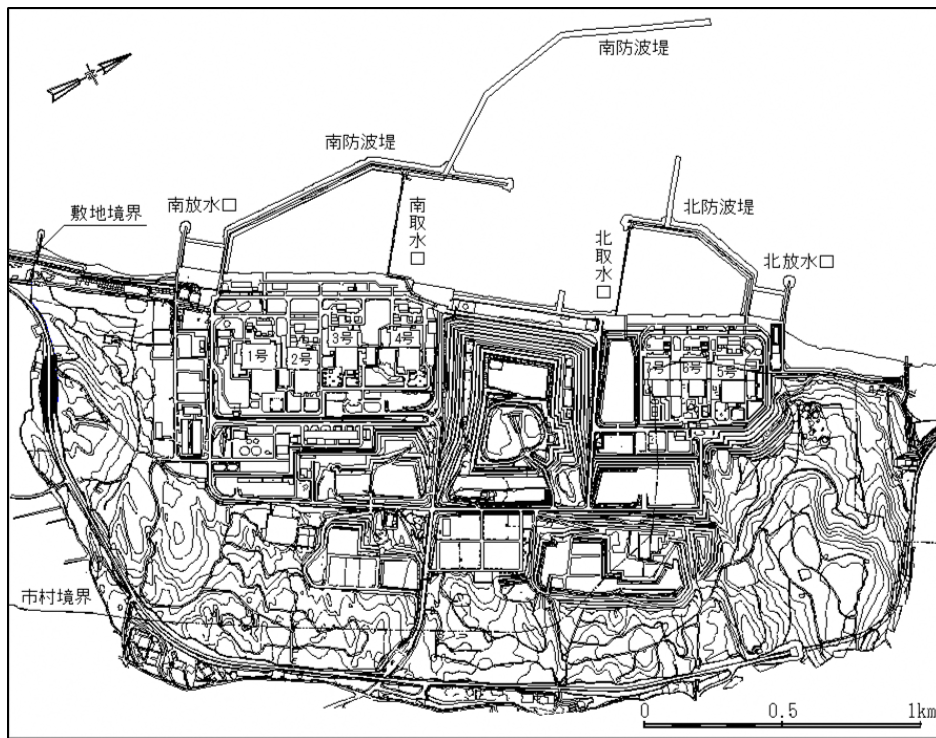 南防波堤
南防波堤
南放水口
敷地境界
南取水口
北取水口
北防波堤
北放水口
1号
2号
3号
4号
7号
6号
5号
市村境界
0
0.5
1km